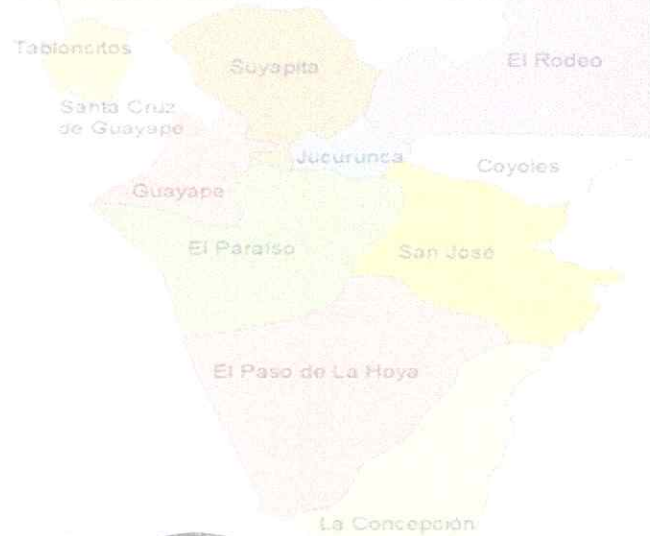 Tabloncitos
Suyapita
El Rodeo
Santa Cruz
de Guayape
Jucurunca
Coyoles
Guayape
El Paraíso
San José
El Paso de La Hoya
La Concepción